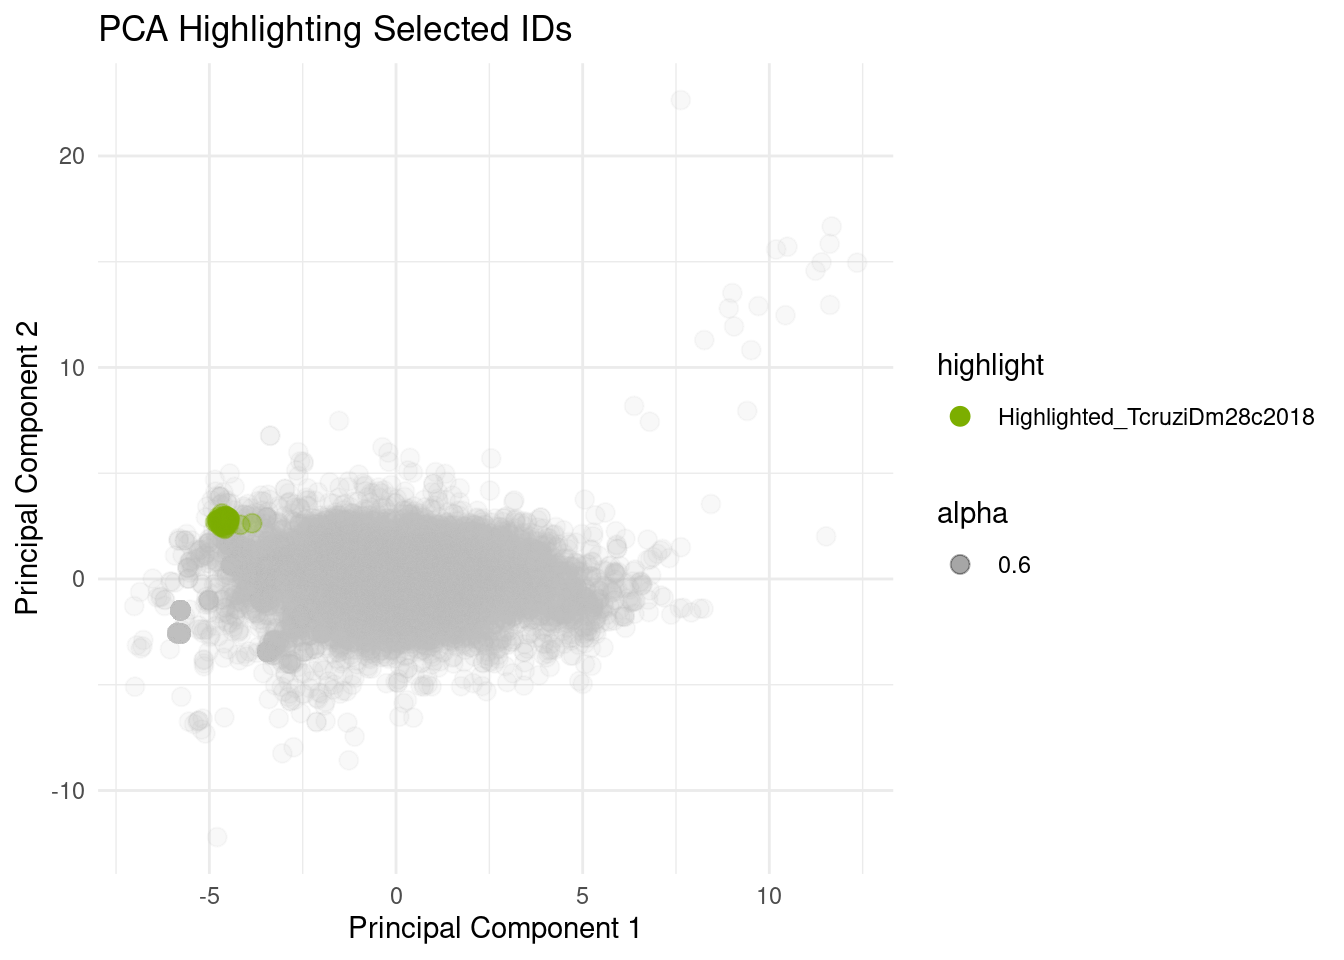 PCA Highlighting Selected IDs
Principal Component 2
20
10
0
-10
-5
0
5
10
Principal Component 1
highlight
Highlighted_TcruziDm28c2018
alpha
0.6